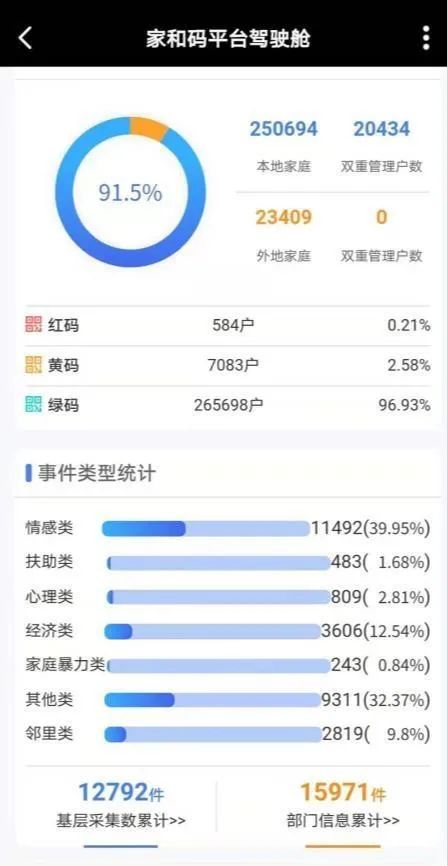 家和码平台驾驶舱
91.5%
250694 20434
本地家庭 双重管理户数
23409 0
外地家庭 双重管理户数
红码 584户 0.21%
黄码 7083户 2.58%
绿码 265698户 96.93%
事件类型统计
情感类 11492(39.95%)
扶助类 483( 1.68%)
心理类 809( 2.81%)
经济类 3606(12.54%)
家庭暴力类 243( 0.84%)
其他类 9311(32.37%)
邻里类 2819( 9.8%)
12792件 15971件
基层采集数累计>> 部门信息累计>>